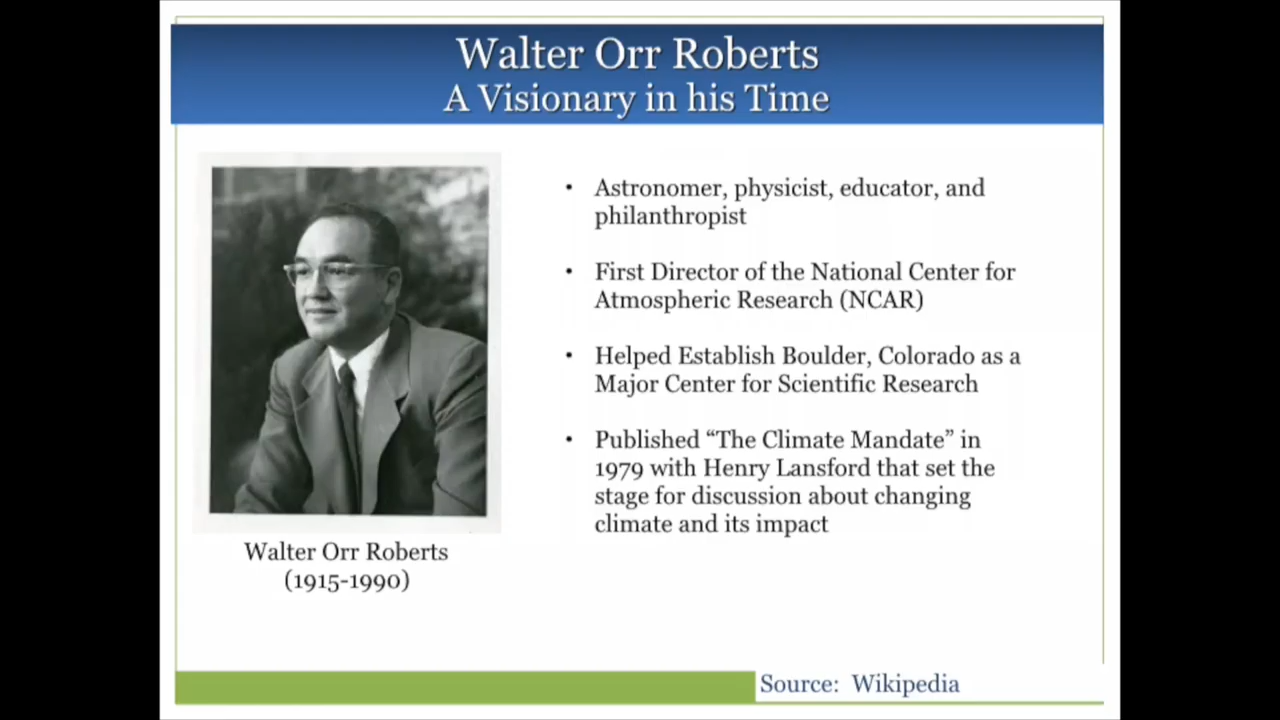 Walter Orr Roberts
A Visionary in his Time
• Astronomer, physicist, educator, and
philanthropist
• First Director of the National Center for
Atmospheric Research (NCAR)
• Helped Establish Boulder, Colorado as a
Major Center for Scientific Research
• Published “The Climate Mandate” in
1979 with Henry Lansford that set the
stage for discussion about changing
climate and its impact
Walter Orr Roberts
(1915-1990)
Source: Wikipedia